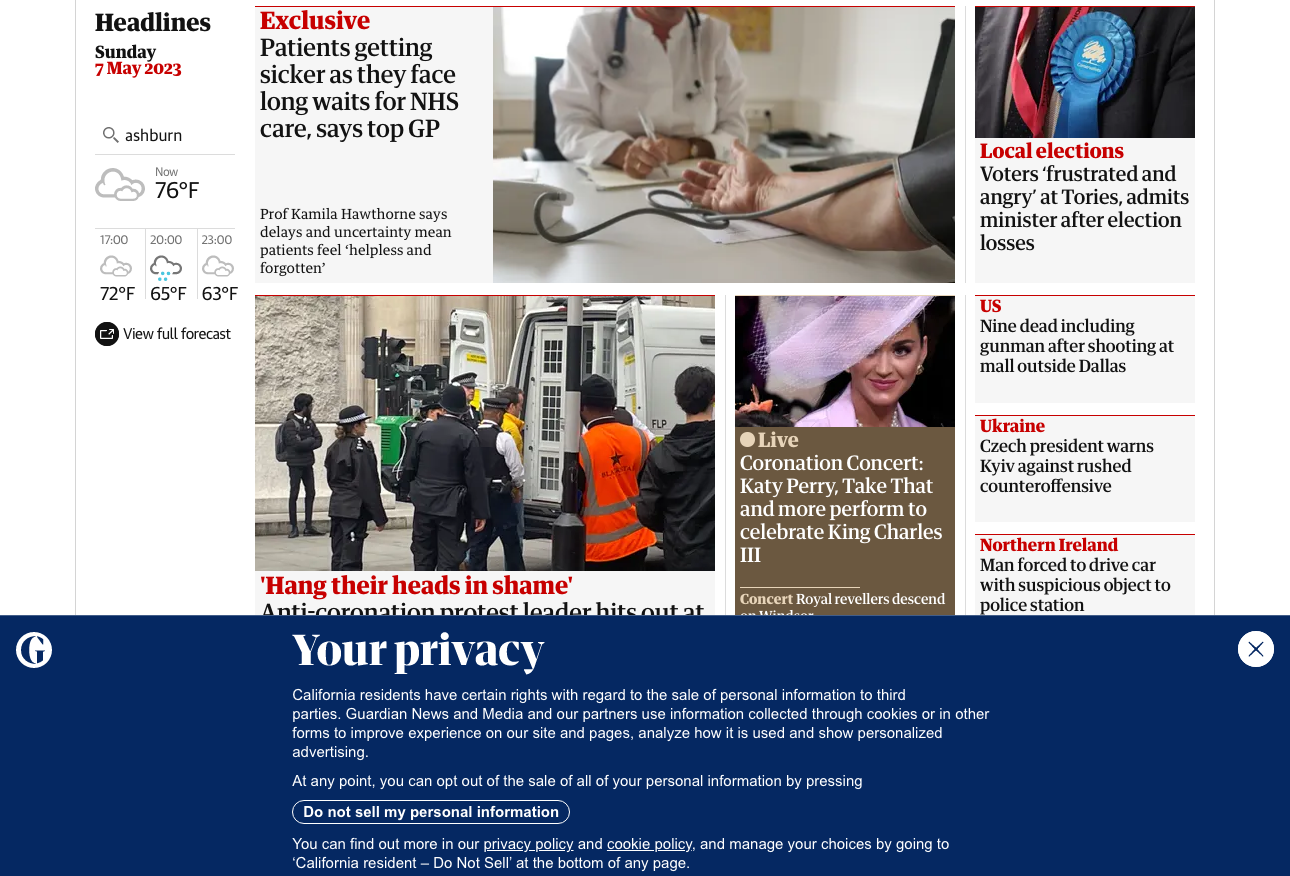 Headlines
Sunday
7 May 2023
ashburn
Now
76°F
17:00
20:00
23:00
72°F
65°F
63°F
View full forecast
Exclusive
Patients getting
sicker as they face
long waits for NHS
care, says top GP
Prof Kamila Hawthorne says
delays and uncertainty mean
patients feel ‘helpless and
forgotten’
Local elections
Voters ‘frustrated and
angry’ at Tories, admits
minister after election
losses
FLP
'Hang their heads in shame'
Anti-coronation protest leader hits out at
Live
Coronation Concert:
Katy Perry, Take That
and more perform to
celebrate King Charles
III
Concert Royal revellers descend
on Windsor
US
Nine dead including
gunman after shooting at
mall outside Dallas
Ukraine
Czech president warns
Kyiv against rushed
counteroffensive
Northern Ireland
Man forced to drive car
with suspicious object to
police station
Your privacy
California residents have certain rights with regard to the sale of personal information to third
parties. Guardian News and Media and our partners use information collected through cookies or in other
forms to improve experience on our site and pages, analyze how it is used and show personalized
advertising.
At any point, you can opt out of the sale of all of your personal information by pressing
Do not sell my personal information
You can find out more in our privacy policy and cookie policy, and manage your choices by going to
‘California resident – Do Not Sell’ at the bottom of any page.